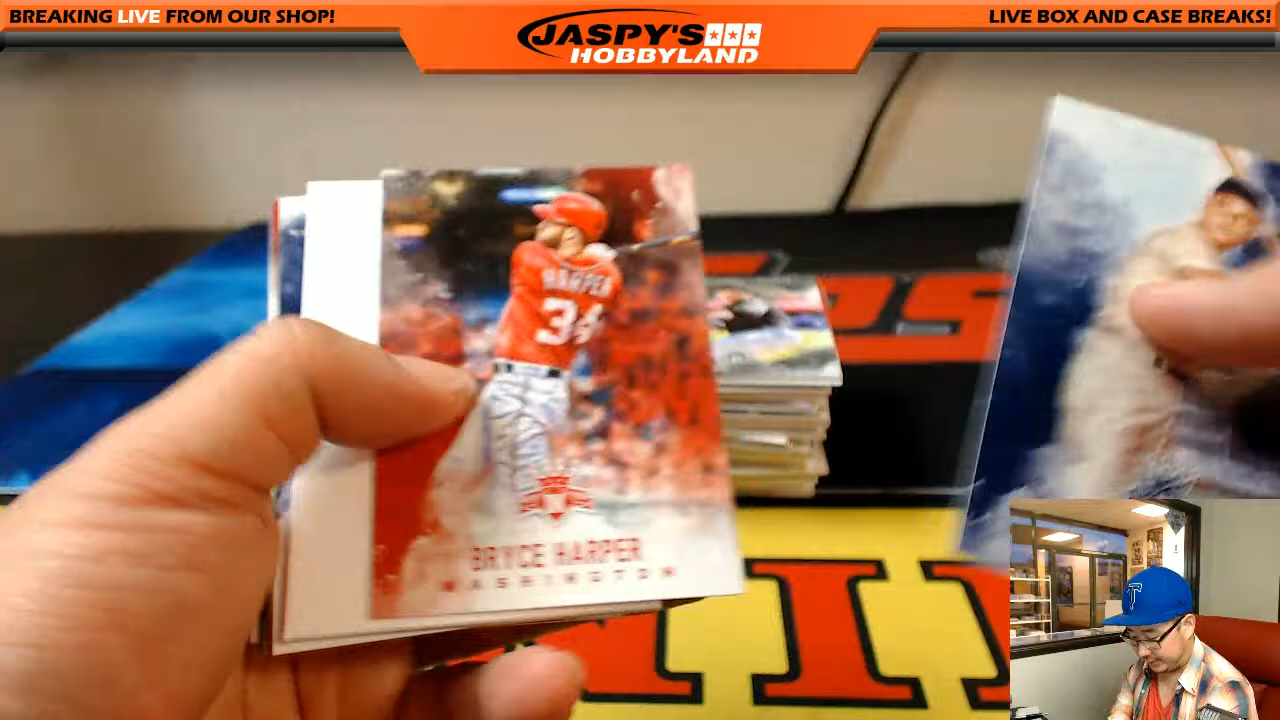 BREAKING LIVE FROM OUR SHOP!
JASPY'S
HOBBYLAND
LIVE BOX AND CASE BREAKS!
HARPER
34
BRYCE HARPER
WASHINGTON
T